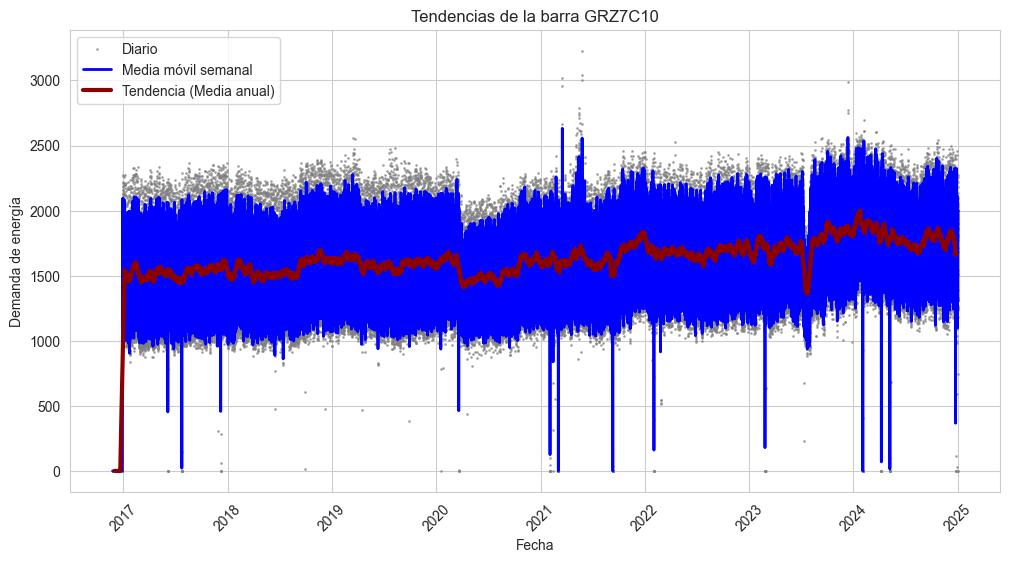 Tendencias de la barra GRZ7C10
Diario
Media móvil semanal
Tendencia (Media anual)
Demanda de energía
3000
2500
2000
1500
1000
500
0
2017
2018
2019
2020
2021
2022
2023
2024
2025
Fecha